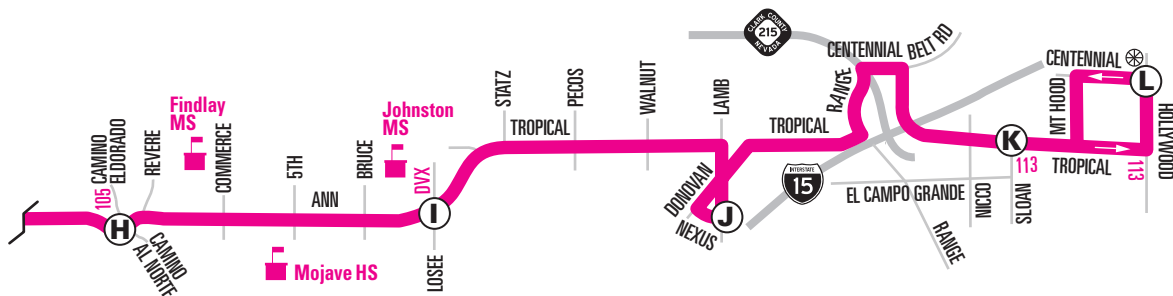 CLARK COUNTY
215
NEVADA
CENTENNIAL
BELT RD
CENTENNIAL
L
MT HOOD
HOLLYWOOD
113
RANGE
Findlay
MS
Johnston
MS
STATZ
PECOS
WALNUT
LAMB
TROPICAL
TROPICAL
K
113
TROPICAL
105
CAMINO
ELDORADO
REVERE
COMMERCE
5TH
BRUCE
DVX
ANN
H
I
CAMINO
AL NORTE
Mojave HS
LOSEE
DONOVAN
NEXUS
J
INTERSTATE
15
EL CAMPO GRANDE
NICCO
SLOAN
RANGE